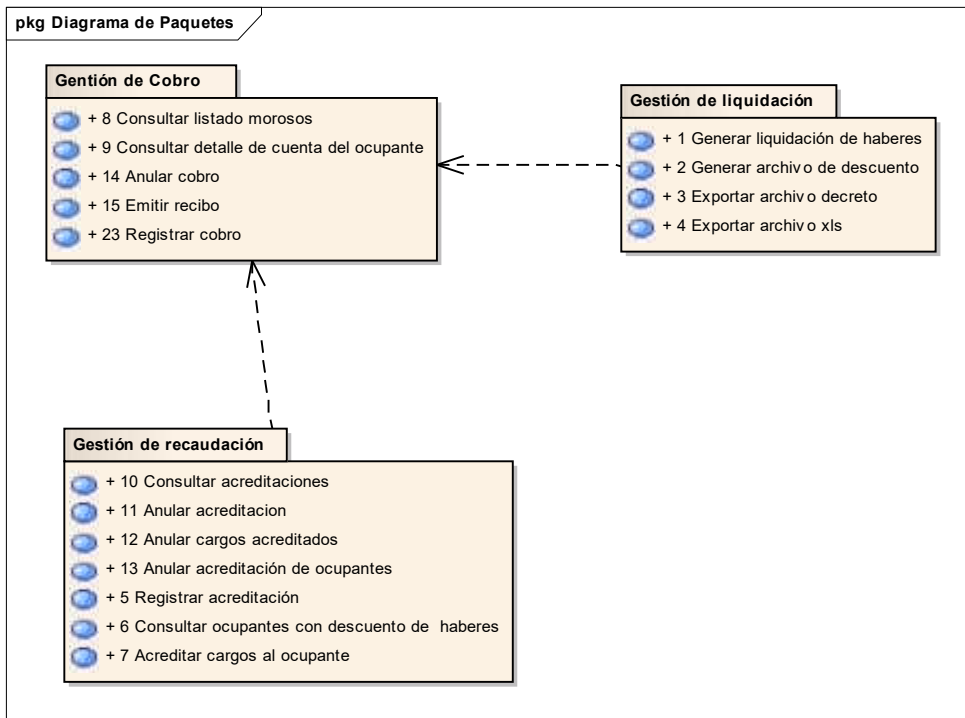 pkg Diagrama de Paquetes
Gentión de Cobro
+ 8 Consultar listado morosos
+ 9 Consultar detalle de cuenta del ocupante
+ 14 Anular cobro
+ 15 Emitir recibo
+ 23 Registrar cobro
Gestión de liquidación
+ 1 Generar liquidación de haberes
+ 2 Generar archivo de descuento
+ 3 Exportar archivo decreto
+ 4 Exportar archivo xls
Gestión de recaudación
+ 10 Consultar acreditaciones
+ 11 Anular acreditacion
+ 12 Anular cargos acreditados
+ 13 Anular acreditación de ocupantes
+ 5 Registrar acreditación
+ 6 Consultar ocupantes con descuento de haberes
+ 7 Acreditar cargos al ocupante